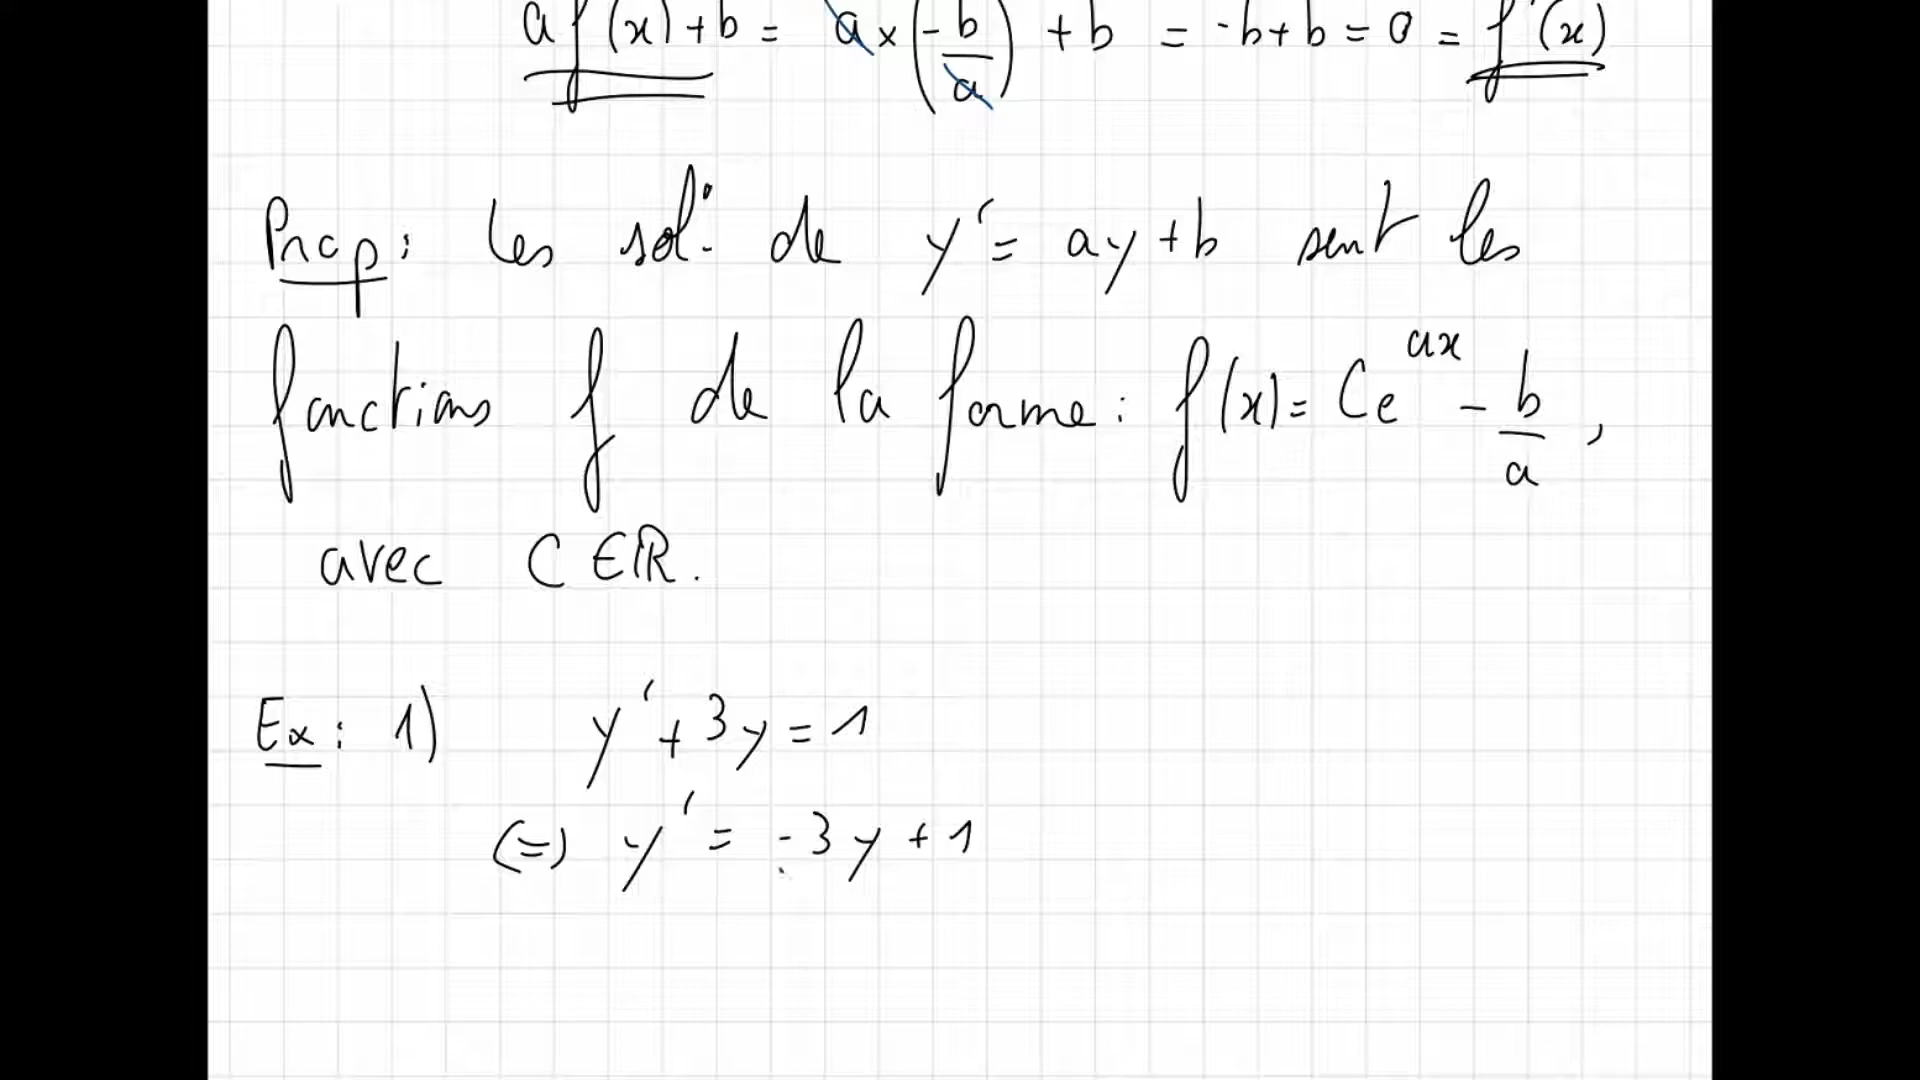 af(x)+b = a×(-b/a) +b = -b+b = 0 = f'(x)
Prop: les sol° de y' = ay+b sont les
fonctions f de la forme: f(x) = Ce^{ax} - b/a,
avec C∈ℝ.
Ex: 1) y'+3y=1
(=) y' = -3y+1